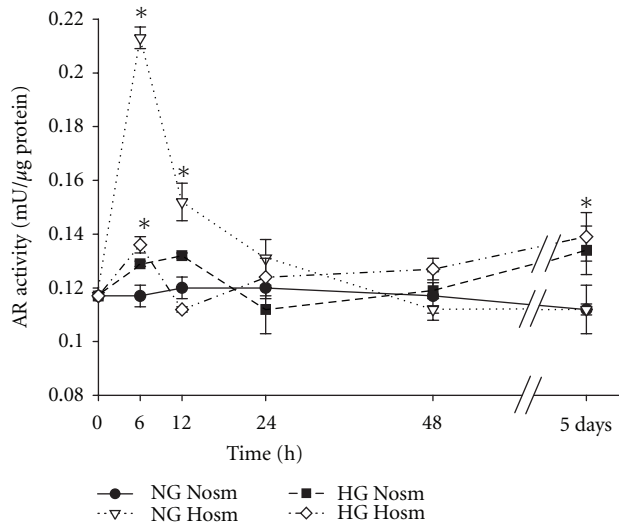 0.22
0.2
0.18
0.16
0.14
0.12
0.1
0.08
AR activity (mU/µg protein)
*
*
*
*
0 6 12 24 48 5 days
Time (h)
NG Nosm HG Nosm
NG Hosm HG Hosm